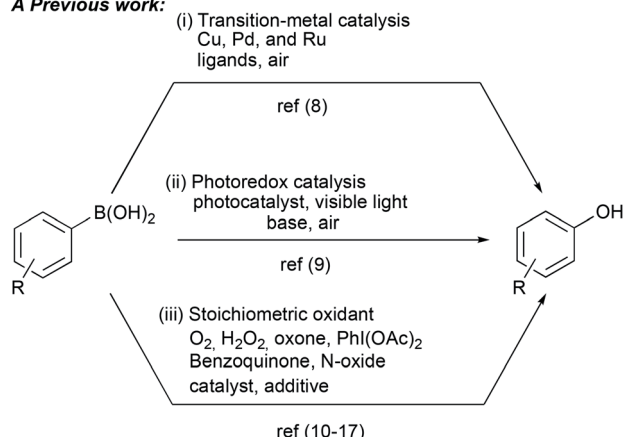 A Previous work:
(i) Transition-metal catalysis
Cu, Pd, and Ru
ligands, air
ref (8)
(ii) Photoredox catalysis
photocatalyst, visible light
base, air
ref (9)
B(OH)₂
R
OH
R
(iii) Stoichiometric oxidant
O₂, H₂O₂, oxone, PhI(OAc)₂
Benzoquinone, N-oxide
catalyst, additive
ref (10-17)